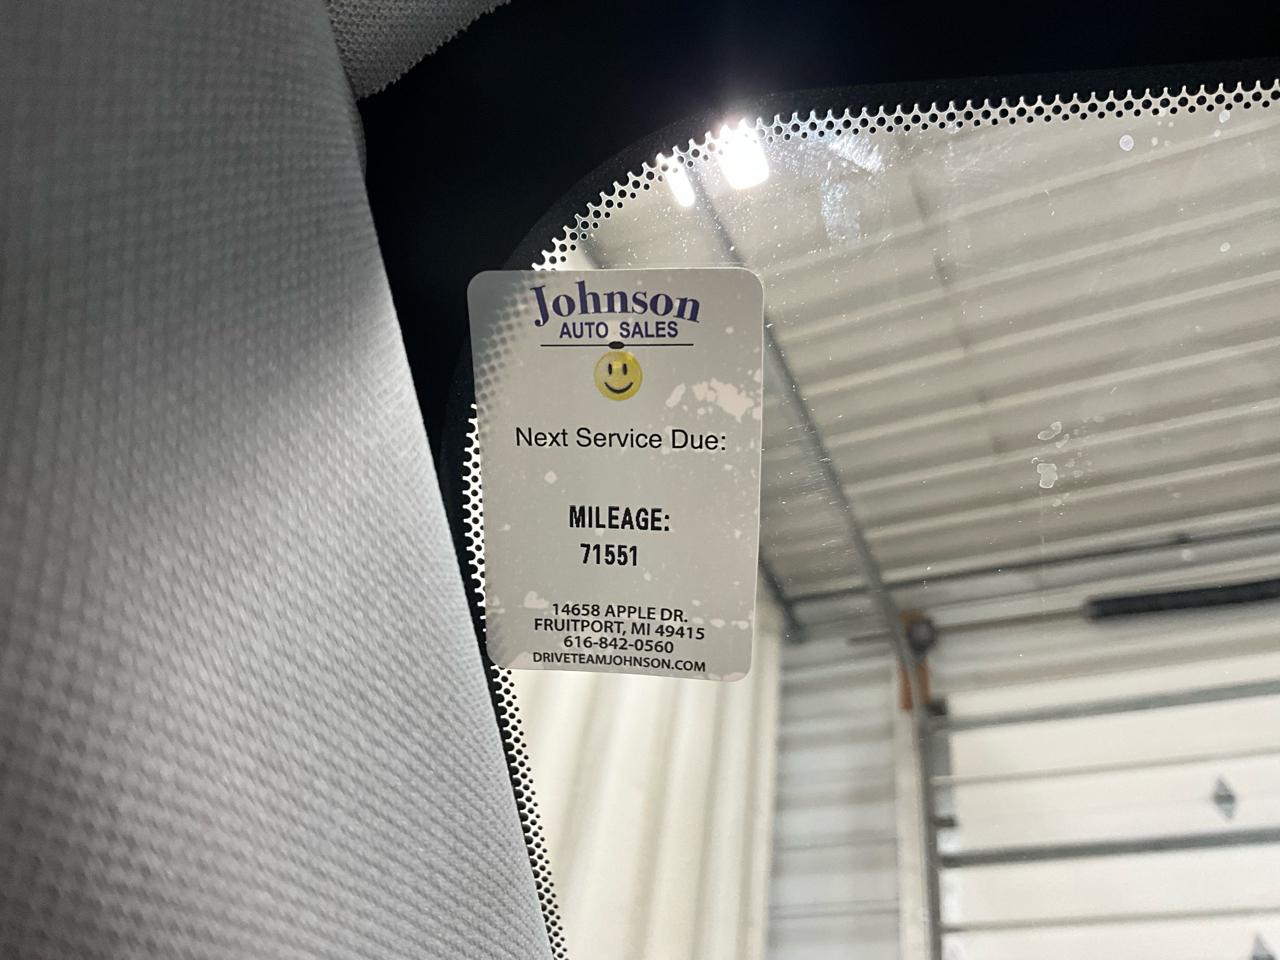 Johnson
AUTO SALES
Next Service Due:
MILEAGE:
71551
14658 APPLE DR.
FRUITPORT, MI 49415
616-842-0560
DRIVETEAMJOHNSON.COM